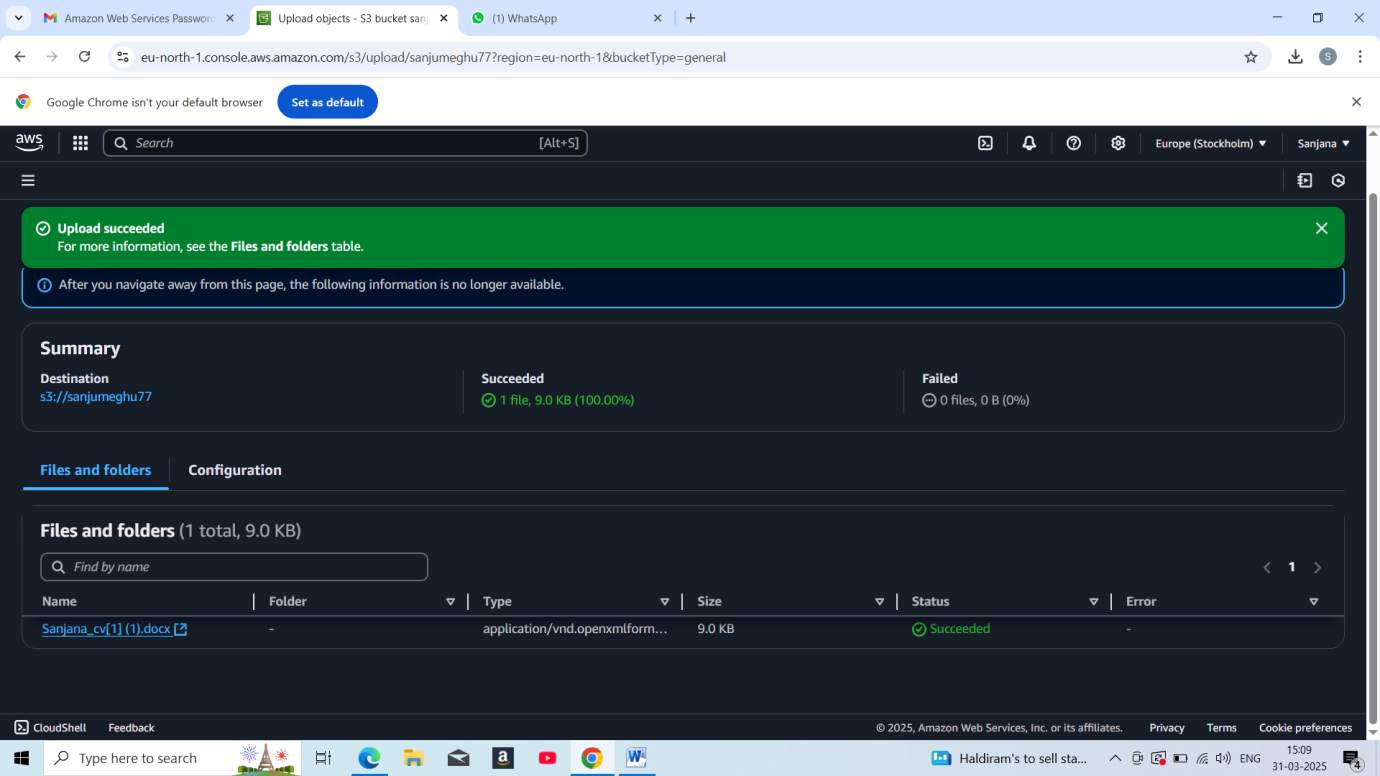 Amazon Web Services Password
Upload objects - S3 bucket sanj
(1) WhatsApp
eu-north-1.console.aws.amazon.com/s3/upload/sanjumeghu77?region=eu-north-1&bucketType=general
S
Google Chrome isn't your default browser
Set as default
aws
Search
[Alt+S]
Europe (Stockholm)
Sanjana
Upload succeeded
For more information, see the Files and folders table.
After you navigate away from this page, the following information is no longer available.
Summary
Destination
s3://sanjumeghu77
Succeeded
1 file, 9.0 KB (100.00%)
Failed
0 files, 0 B (0%)
Files and folders
Configuration
Files and folders (1 total, 9.0 KB)
Find by name
1
Name
Folder
Type
Size
Status
Error
Sanjana_cv[1] (1).docx
-
application/vnd.openxmlform...
9.0 KB
Succeeded
-
CloudShell
Feedback
© 2025, Amazon Web Services, Inc. or its affiliates.
Privacy
Terms
Cookie preferences
Type here to search
Haldiram's to sell sta...
ENG
15:09
31-03-2025
4